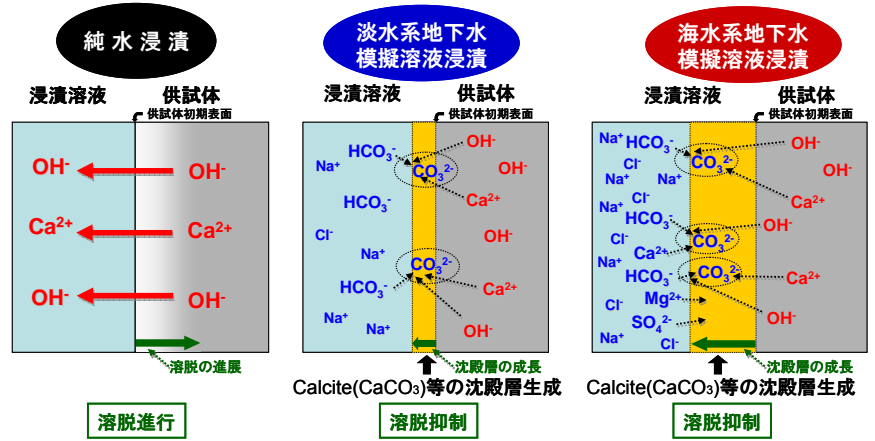 純水浸漬
浸漬溶液
供試体
供試体初期表面
OH-
OH-
Ca2+
Ca2+
OH-
OH-
溶脱の進展
溶脱進行
淡水系地下水
模擬溶液浸漬
浸漬溶液
供試体
供試体初期表面
HCO3-
OH-
Na+
CO32-
OH-
HCO3-
Ca2+
Cl-
OH-
Na+
CO32-
HCO3-
Ca2+
Na+
Na+
OH-
沈殿層の成長
Calcite(CaCO3)等の沈殿層生成
溶脱抑制
海水系地下水
模擬溶液浸漬
浸漬溶液
供試体
供試体初期表面
Na+
HCO3-
OH-
Cl-
CO32-
OH-
Na+
Na+
Cl-
Ca2+
Na+
HCO3-
OH-
Cl-
CO32-
Ca2+
Na+
HCO3-
CO32-
Ca2+
Mg2+
Cl-
OH-
SO42-
Na+
Cl-
沈殿層の成長
Calcite(CaCO3)等の沈殿層生成
溶脱抑制